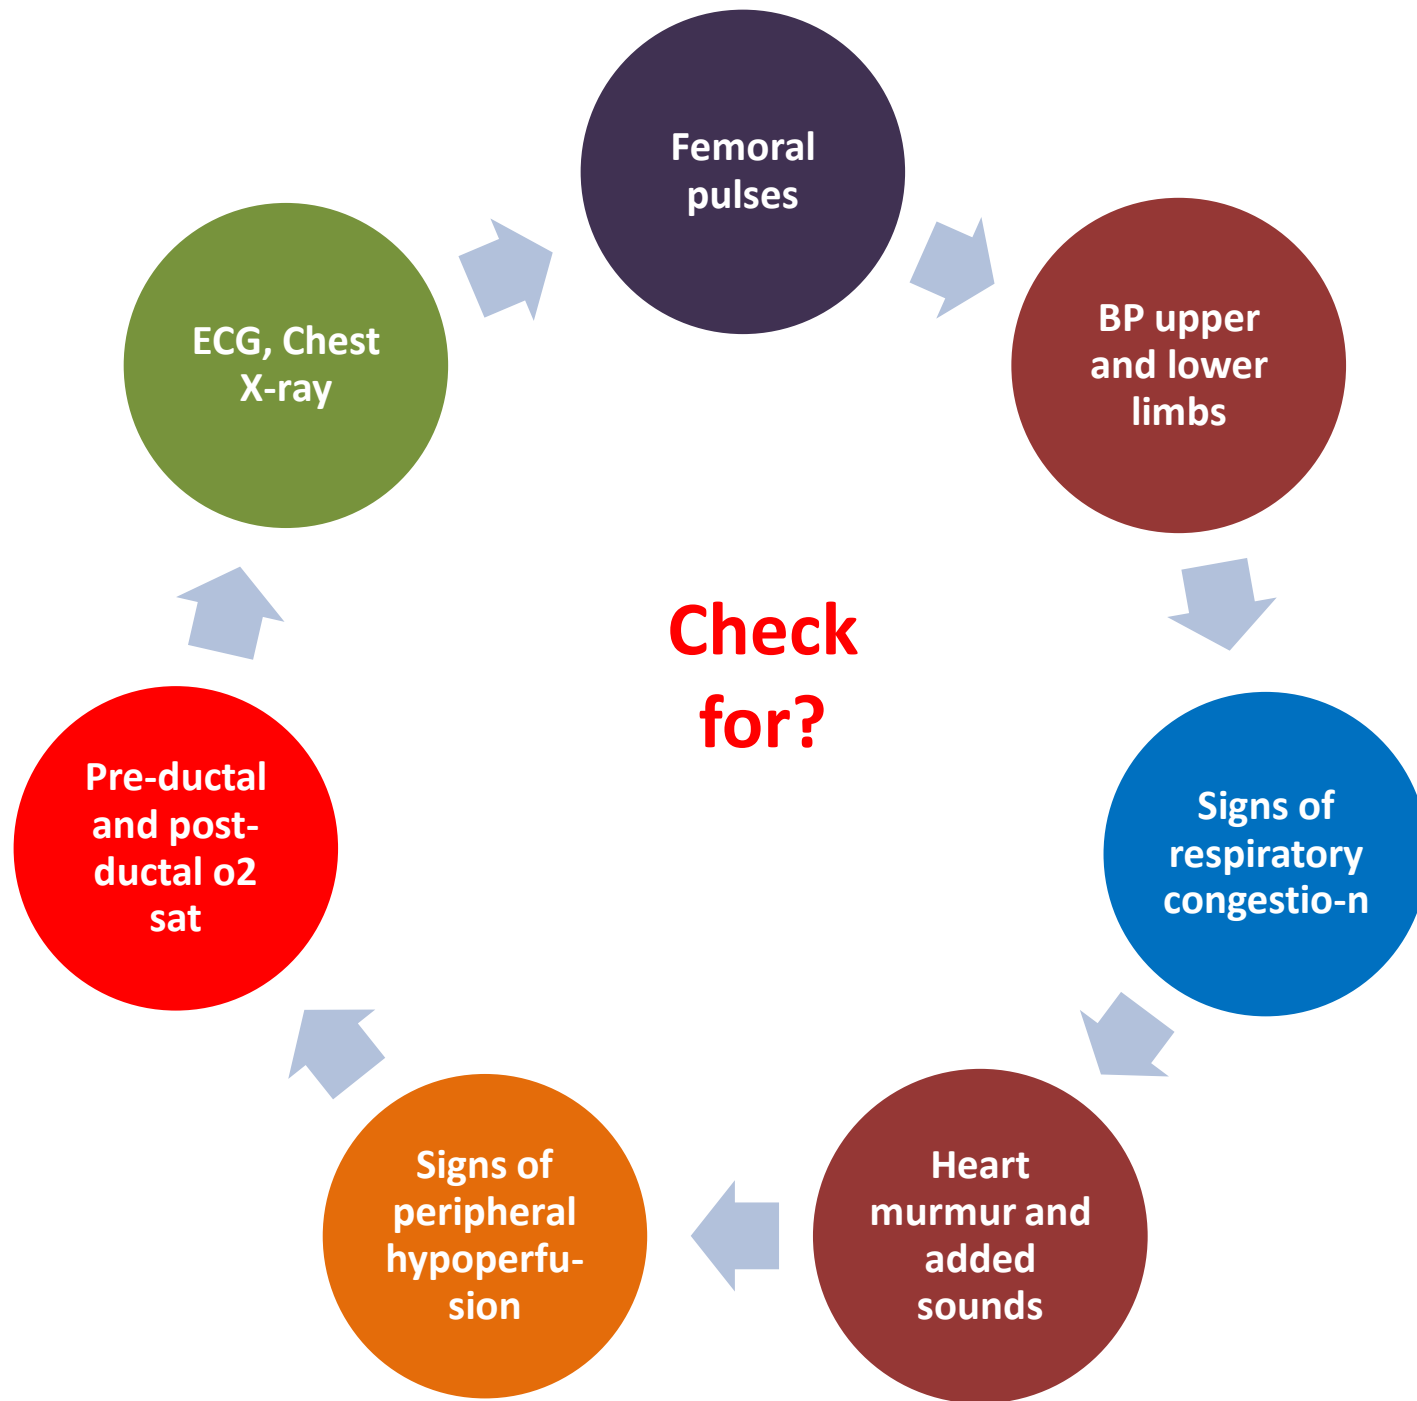 Femoral
pulses
BP upper
and lower
limbs
Signs of
respiratory
congestio-n
Heart
murmur and
added
sounds
Signs of
peripheral
hypoperfu-
sion
Pre-ductal
and post-
ductal o2
sat
ECG, Chest
X-ray
Check
for?